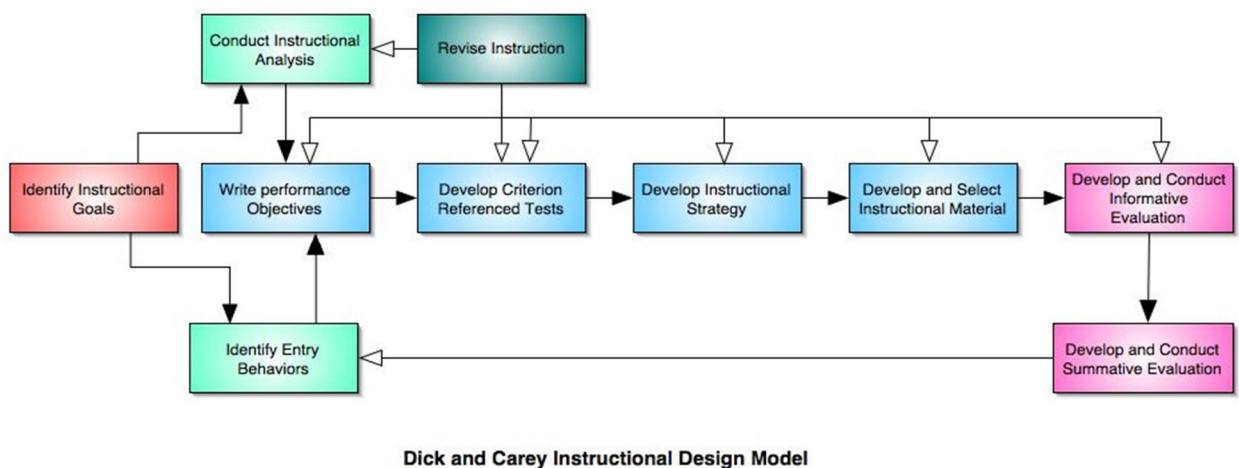 Conduct Instructional
Analysis
Revise Instruction
Identify Instructional
Goals
Write performance
Objectives
Develop Criterion
Referenced Tests
Develop Instructional
Strategy
Develop and Select
Instructional Material
Develop and Conduct
Informative
Evaluation
Identify Entry
Behaviors
Develop and Conduct
Summative Evaluation
Dick and Carey Instructional Design Model